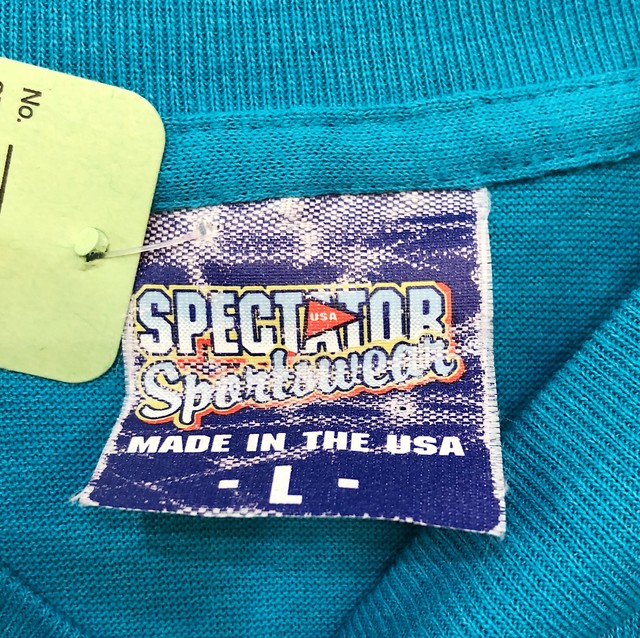 No.
SPECTATOR
USA
Sportswear
MADE IN THE USA
- L -